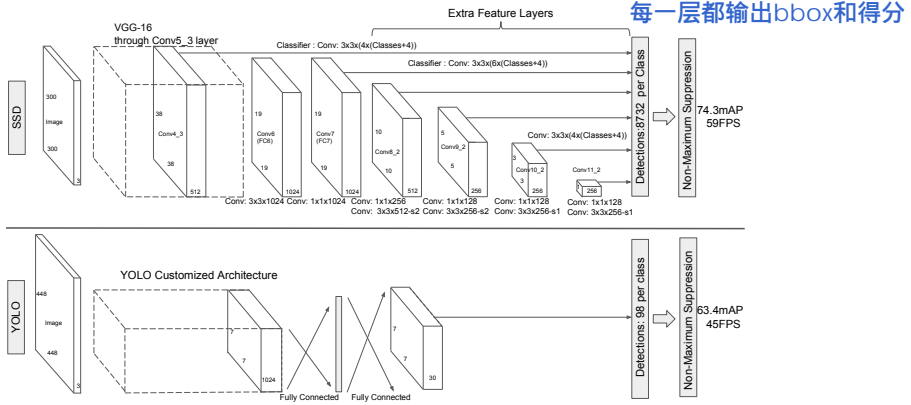 每一层都输出bbox和得分
Extra Feature Layers
VGG-16
through Conv5_3 layer
Classifier : Conv: 3x3x(4x(Classes+4))
Classifier : Conv: 3x3x(6x(Classes+4))
SSD
300
Image
300
3
38
Conv4_3
38
512
19
Conv6
(FC6)
19
1024
19
Conv7
(FC7)
19
1024
10
Conv8_2
10
512
5
Conv9_2
5
256
Conv: 3x3x(4x(Classes+4))
3
Conv10_2
3
256
Conv11_2
1
256
Detections:8732 per Class
Non-Maximum Suppression
74.3mAP
59FPS
Conv: 3x3x1024
Conv: 1x1x1024
Conv: 1x1x256
Conv: 3x3x512-s2
Conv: 1x1x128
Conv: 3x3x256-s2
Conv: 1x1x128
Conv: 3x3x256-s1
Conv: 1x1x128
Conv: 3x3x256-s1
YOLO
448
Image
448
3
YOLO Customized Architecture
7
7
1024
Fully Connected
Fully Connected
7
7
30
Detections: 98 per class
Non-Maximum Suppression
63.4mAP
45FPS